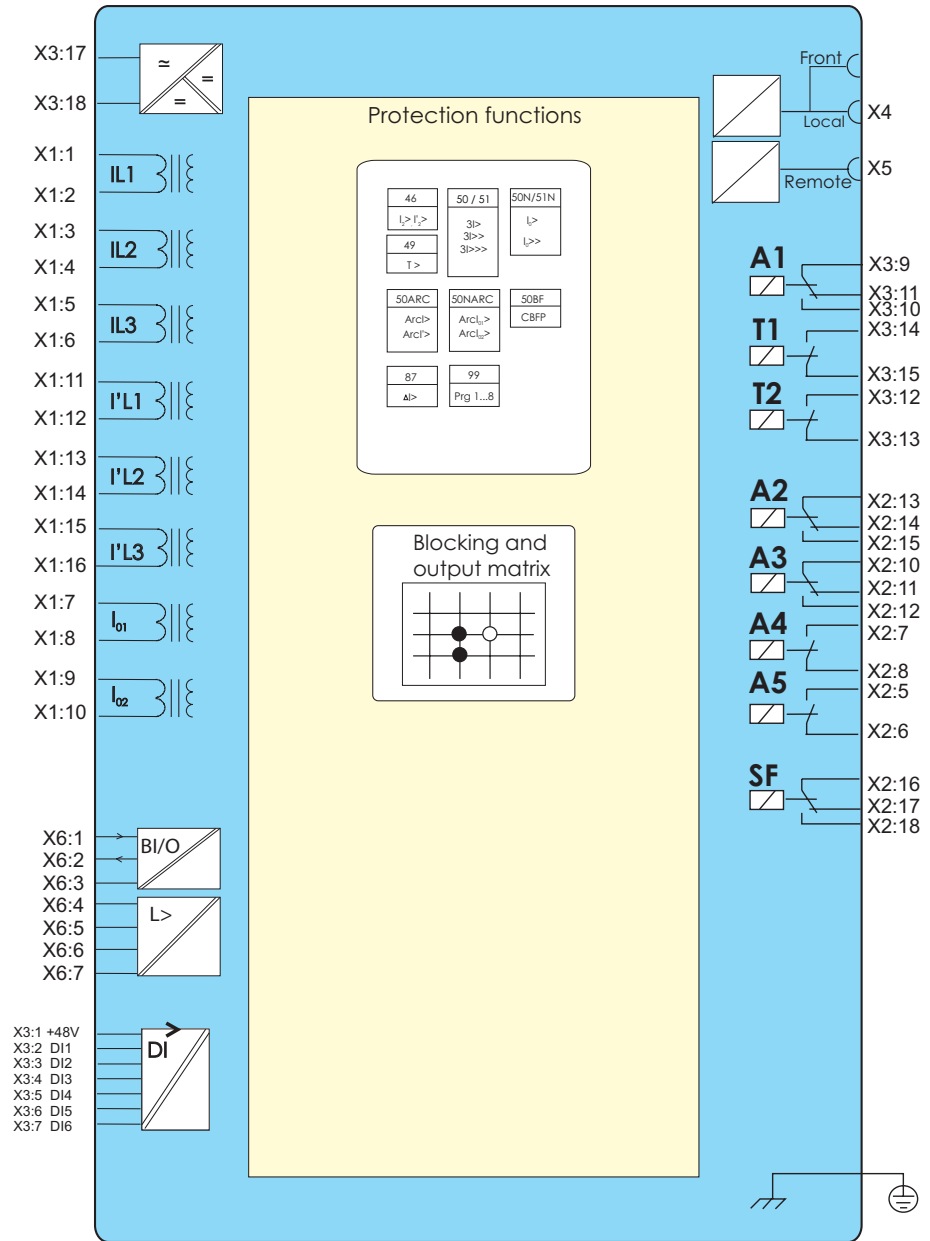 X3:17
X3:18
X1:1
IL1
X1:2
X1:3
IL2
X1:4
X1:5
IL3
X1:6
X1:11
I'L1
X1:12
X1:13
I'L2
X1:14
X1:15
I'L3
X1:16
X1:7
I01
X1:8
X1:9
I02
X1:10
X6:1
BI/O
X6:2
X6:3
X6:4
L>
X6:5
X6:6
X6:7
X3:1 +48V
X3:2 DI1
X3:3 DI2
X3:4 DI3
X3:5 DI4
X3:6 DI5
X3:7 DI6
DI
Protection functions
46
I2> I'2>
49
T >
50 / 51
3I>
3I>>
3I>>>
50N/51N
I0>
I0>>
50ARC
ArcI>
ArcI'>
50NARC
ArcI01>
ArcI02>
50BF
CBFP
87
ΔI>
99
Prg 1...8
Blocking and
output matrix
Front
Local
X4
Remote
X5
A1
X3:9
X3:11
X3:10
T1
X3:14
X3:15
T2
X3:12
X3:13
A2
X2:13
X2:14
X2:15
A3
X2:10
X2:11
X2:12
A4
X2:7
X2:8
A5
X2:5
X2:6
SF
X2:16
X2:17
X2:18